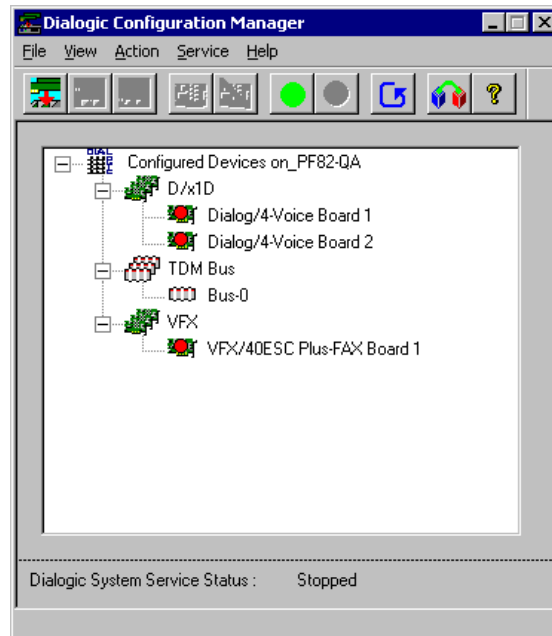 Dialogic Configuration Manager
File View Action Service Help
Configured Devices on_PF82-QA
D/x1D
Dialog/4-Voice Board 1
Dialog/4-Voice Board 2
TDM Bus
Bus-0
VFX
VFX/40ESC Plus-FAX Board 1
Dialogic System Service Status : Stopped